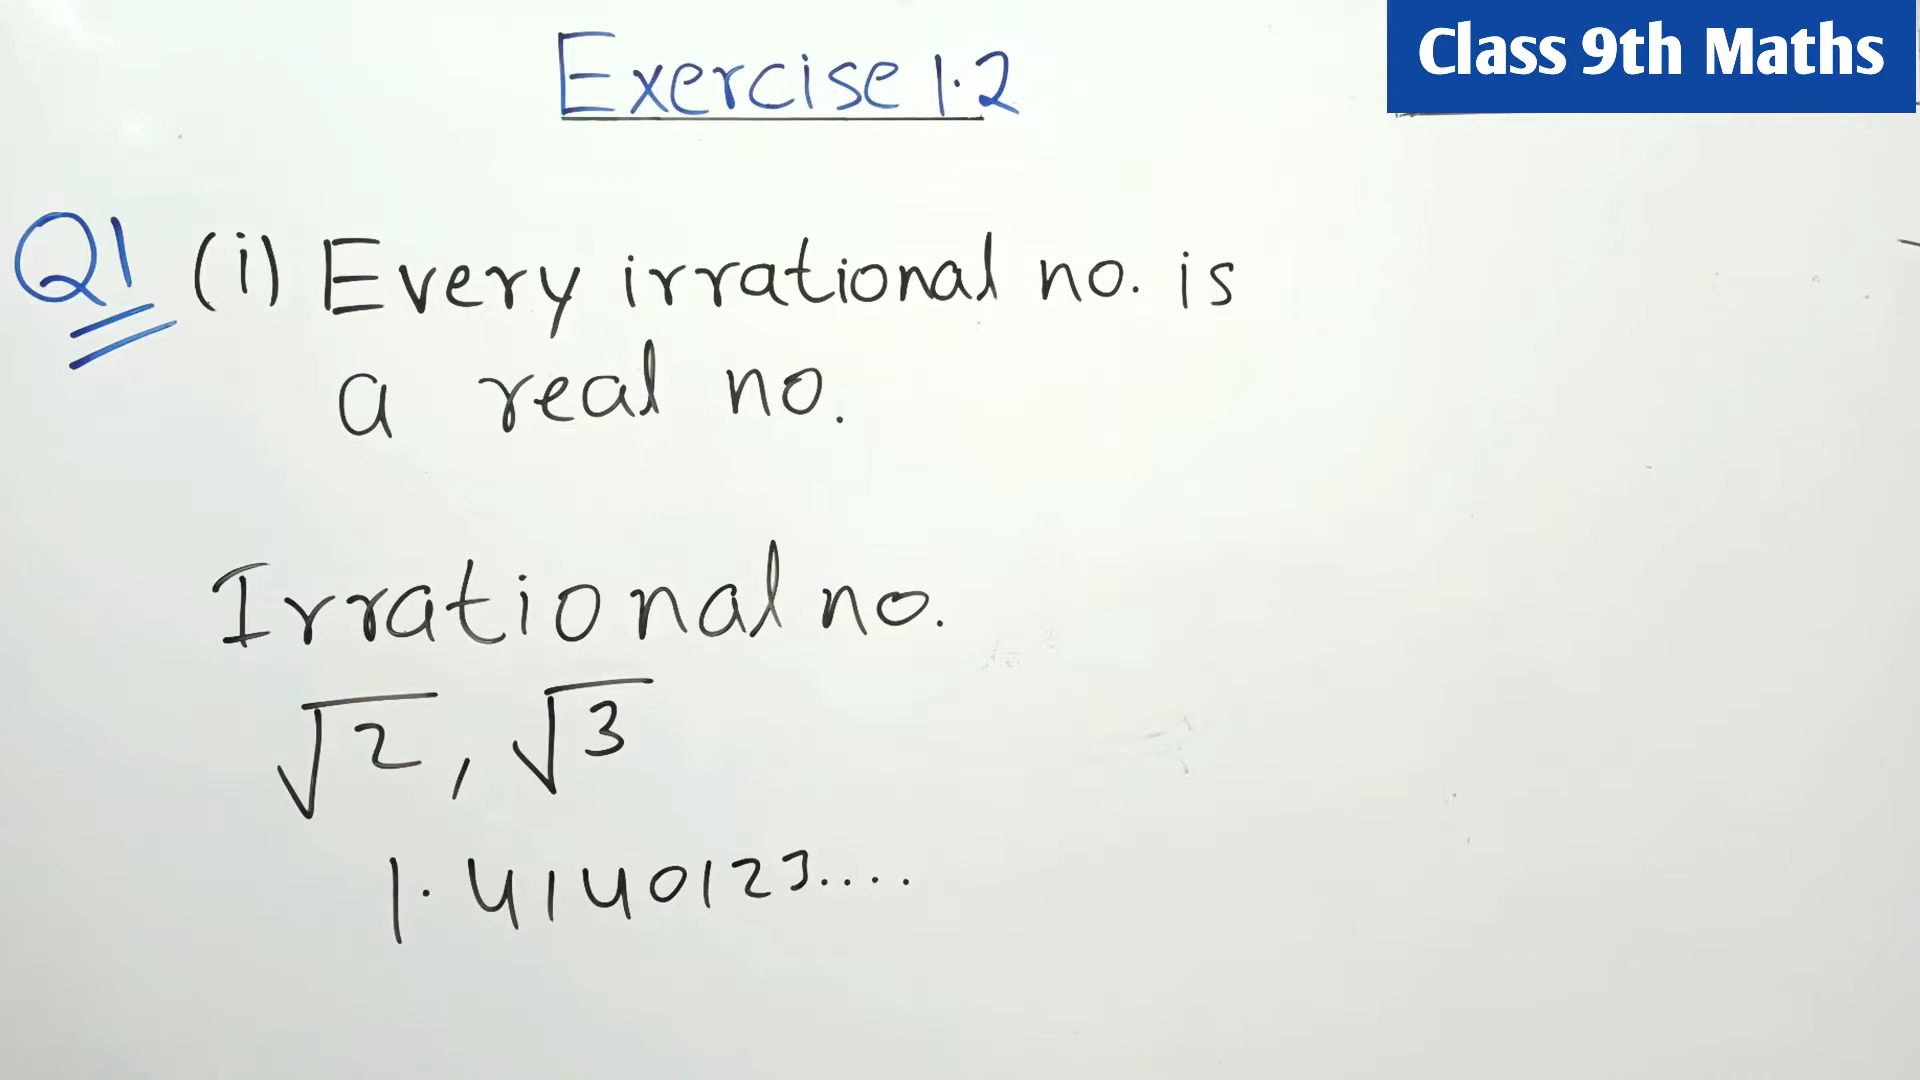 Exercise 1.2
Class 9th Maths
Q1 (i) Every irrational no. is
a real no.
Irrational no.
√2, √3
1.4140123....